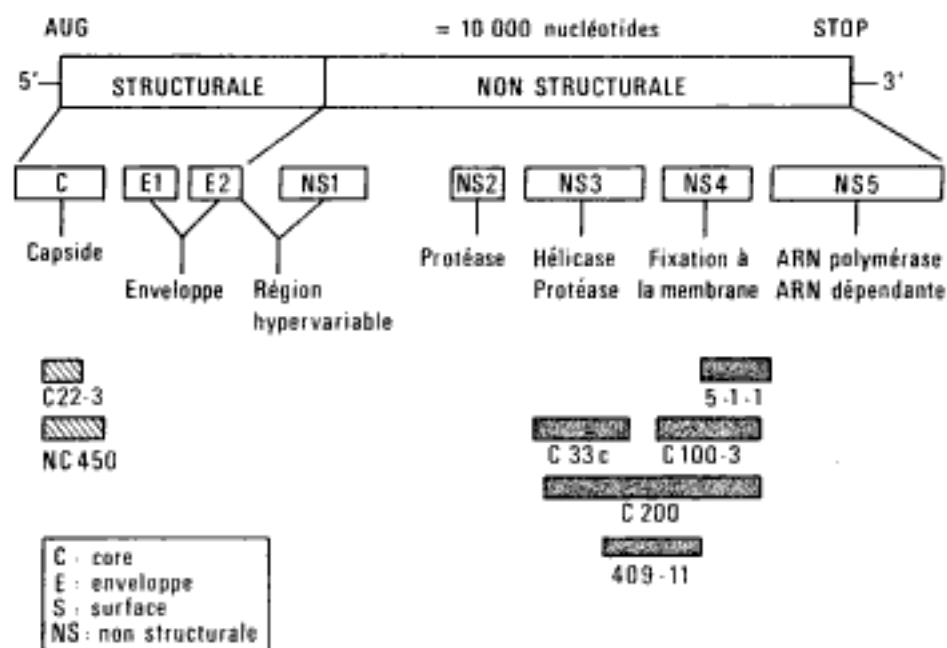 AUG = 10 000 nucléotides STOP
5' STRUCTURALE NON STRUCTURALE 3'
C E1 E2 NS1 NS2 NS3 NS4 NS5
Capside
Enveloppe
Région
hypervariable
Protéase
Hélicase
Protéase
Fixation à
la membrane
ARN polymérase
ARN dépendante
C22-3
NC 450
5-1-1
C 33c C 100-3
C 200
409-11
C : core
E : enveloppe
S : surface
NS : non structurale